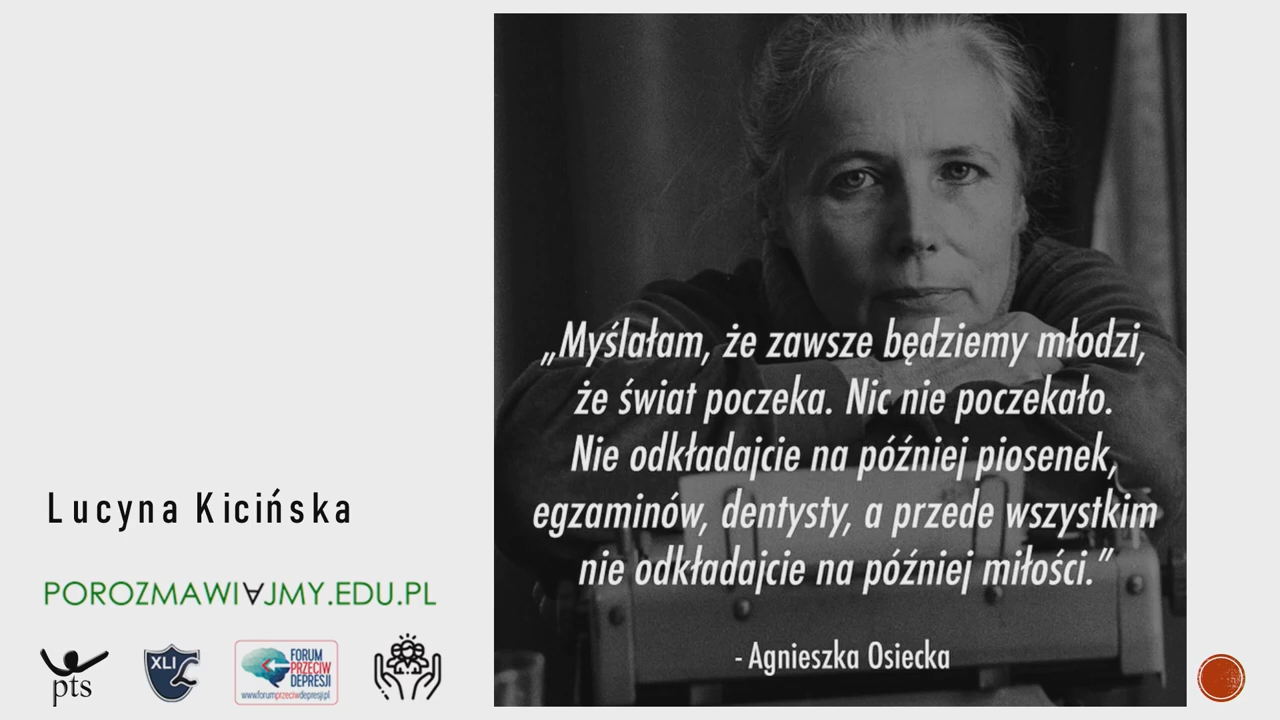 „Myślałam, że zawsze będziemy młodzi,
że świat poczeka. Nic nie poczekało.
Nie odkładajcie na później piosenek,
egzaminów, dentysty, a przede wszystkim
nie odkładajcie na później miłości.”
- Agnieszka Osiecka
Lucyna Kicińska
POROZMAWI∀JMY.EDU.PL
pts
XLI
FORUM
PRZECIW
DEPRESJI
www.forumprzeciwdepresji.pl